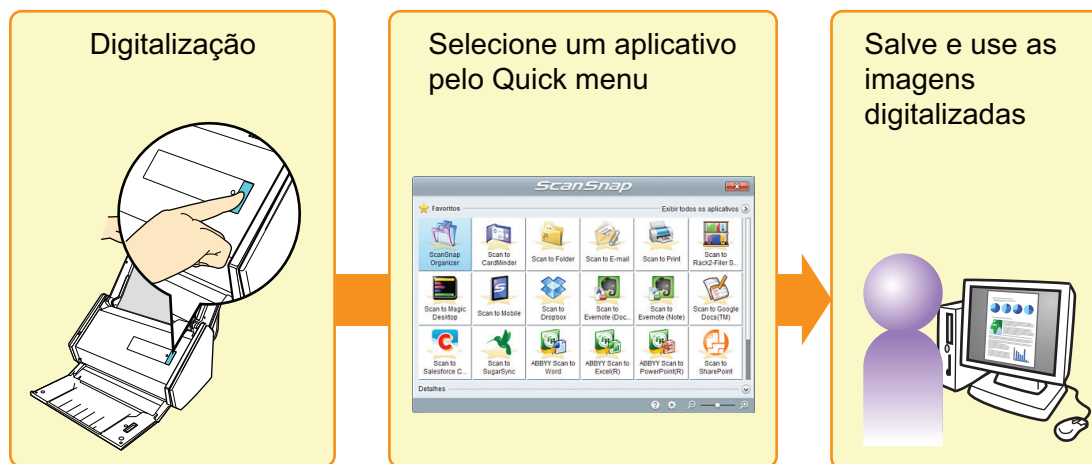 Digitalização
Selecione um aplicativo
pelo Quick menu
Salve e use as
imagens
digitalizadas
ScanSnap
Favoritos
Exibir todos os aplicativos
ScanSnap
Organizer
Scan to
CardMinder
Scan to Folder
Scan to E-mail
Scan to Print
Scan to
Rack2-Filer S...
Scan to Magic
Desktop
Scan to Mobile
Scan to
Dropbox
Scan to
Evernote (Doc...
Scan to
Evernote (Note)
Scan to Google
Docs(TM)
Scan to
Salesforce C...
Scan to
SugarSync
ABBYY Scan to
Word
ABBYY Scan to
Excel(R)
ABBYY Scan to
PowerPoint(R)
Scan to
SharePoint
Detalhes